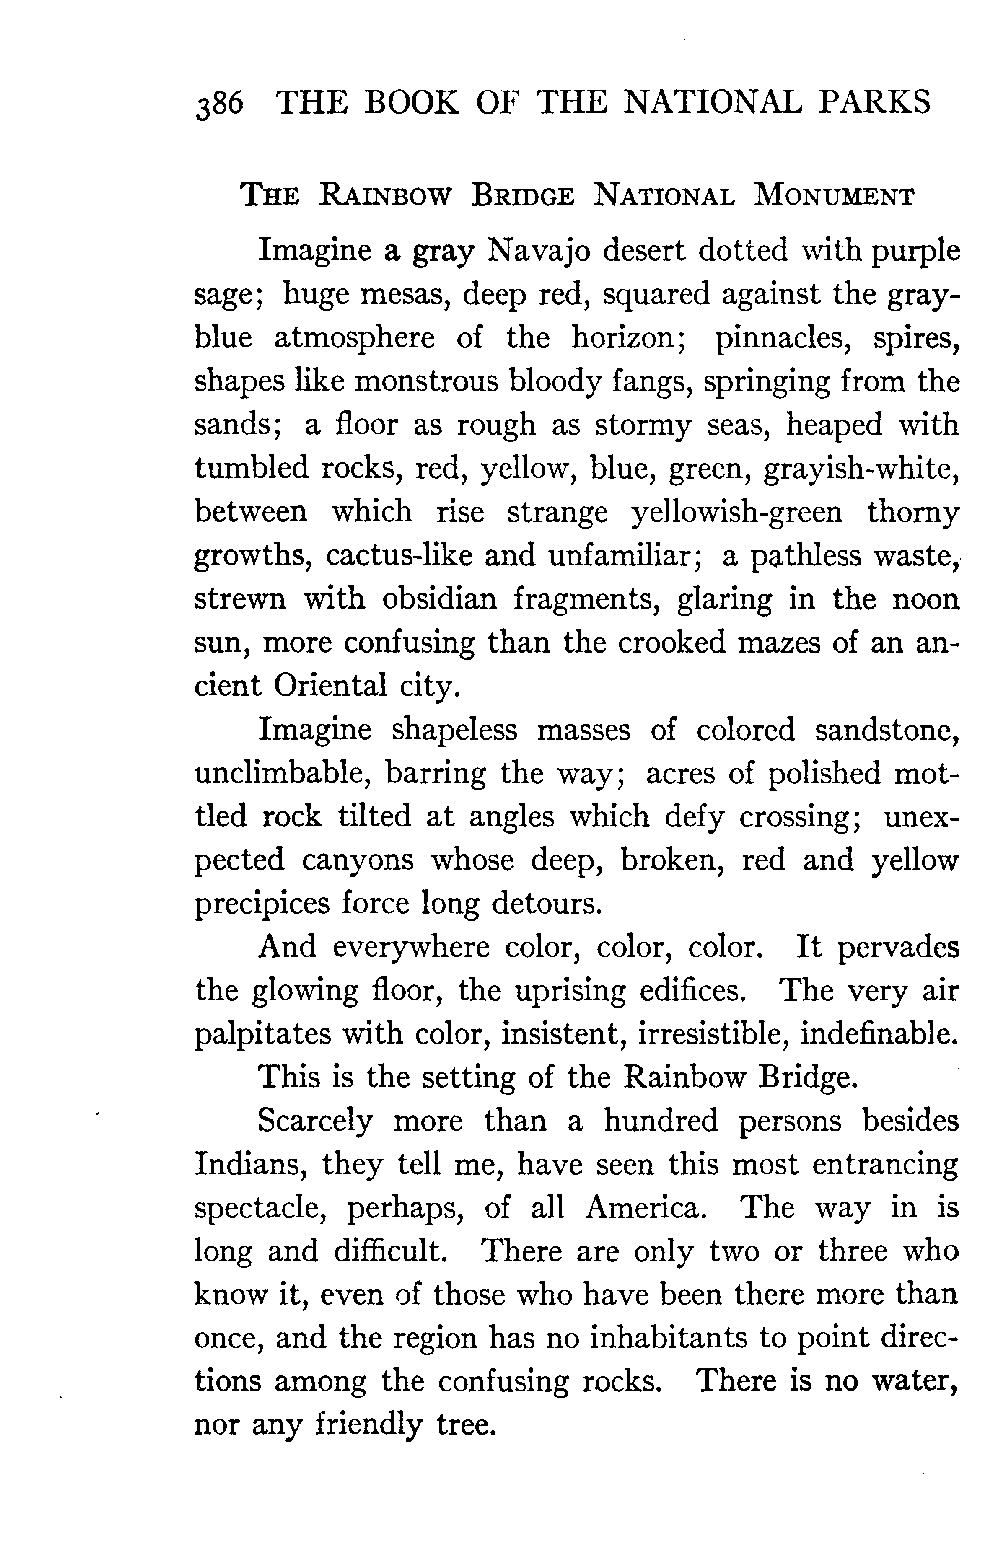 386 THE BOOK OF THE NATIONAL PARKS
THE RAINBOW BRIDGE NATIONAL MONUMENT
Imagine a gray Navajo desert dotted with purple
sage; huge mesas, deep red, squared against the gray-
blue atmosphere of the horizon; pinnacles, spires,
shapes like monstrous bloody fangs, springing from the
sands; a floor as rough as stormy seas, heaped with
tumbled rocks, red, yellow, blue, green, grayish-white,
between which rise strange yellowish-green thorny
growths, cactus-like and unfamiliar; a pathless waste,
strewn with obsidian fragments, glaring in the noon
sun, more confusing than the crooked mazes of an an-
cient Oriental city.
Imagine shapeless masses of colored sandstone,
unclimbable, barring the way; acres of polished mot-
tled rock tilted at angles which defy crossing; unex-
pected canyons whose deep, broken, red and yellow
precipices force long detours.
And everywhere color, color, color. It pervades
the glowing floor, the uprising edifices. The very air
palpitates with color, insistent, irresistible, indefinable.
This is the setting of the Rainbow Bridge.
Scarcely more than a hundred persons besides
Indians, they tell me, have seen this most entrancing
spectacle, perhaps, of all America. The way in is
long and difficult. There are only two or three who
know it, even of those who have been there more than
once, and the region has no inhabitants to point direc-
tions among the confusing rocks. There is no water,
nor any friendly tree.